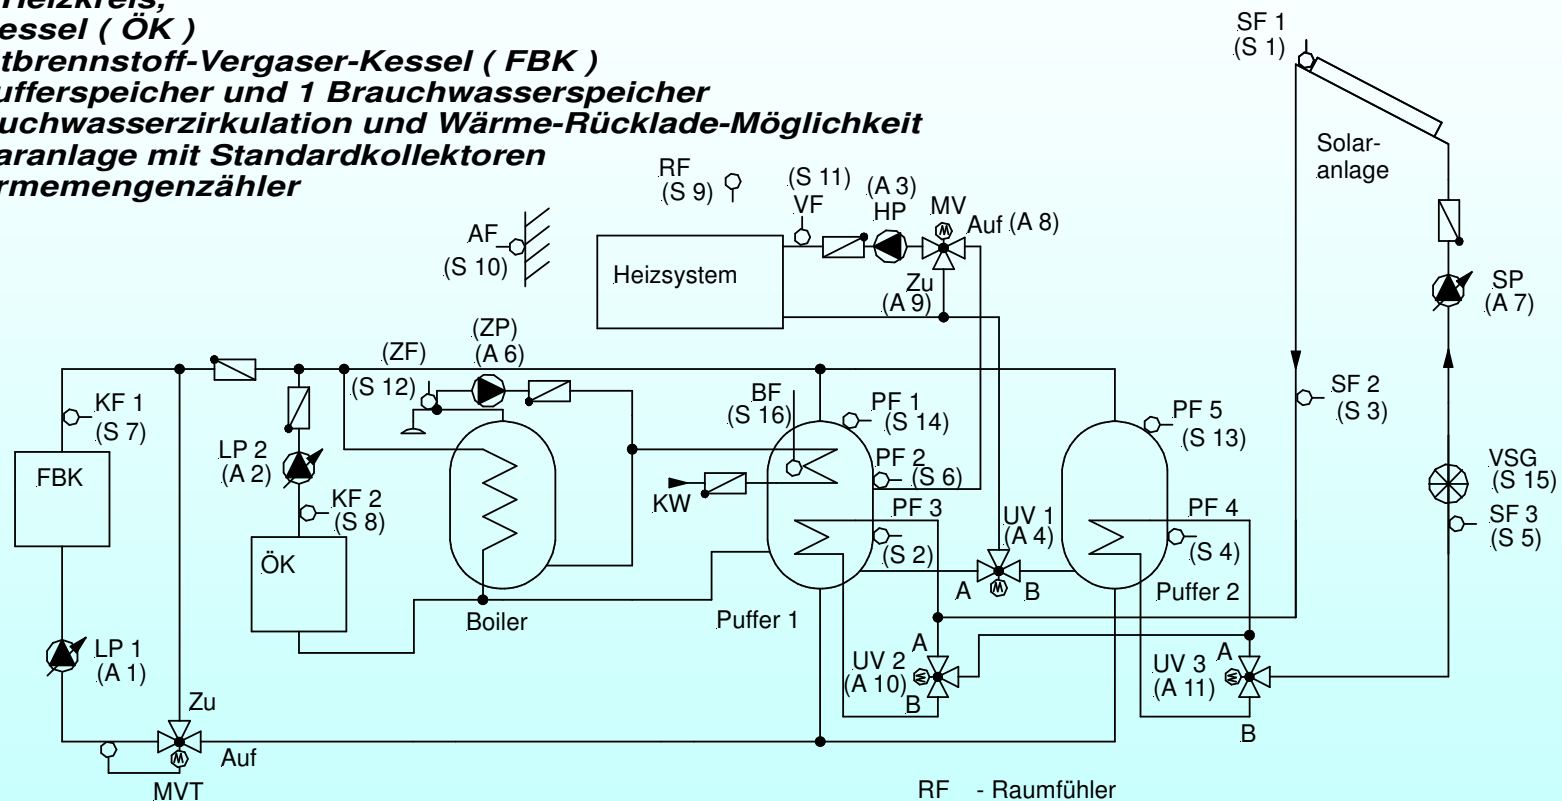 Heizkreis,
essel ( ÖK )
tbrennstoff-Vergaser-Kessel ( FBK )
ufferspeicher und 1 Brauchwasserspeicher
uchwasserzirkulation und Wärme-Rücklade-Möglichkeit
aranlage mit Standardkollektoren
rmemengenzähler
SF 1
(S 1)
Solar-
anlage
RF
(S 9)
(S 11)
VF
(A 3)
HP
MV
Auf (A 8)
AF
(S 10)
Heizsystem
Zu
(A 9)
SP
(A 7)
(ZF)
(S 12)
(ZP)
(A 6)
KF 1
(S 7)
BF
(S 16)
PF 1
(S 14)
PF 5
(S 13)
SF 2
(S 3)
FBK
LP 2
(A 2)
KF 2
(S 8)
KW
PF 2
(S 6)
PF 3
(S 2)
UV 1
(A 4)
PF 4
(S 4)
VSG
(S 15)
SF 3
(S 5)
ÖK
A
B
Boiler
Puffer 1
Puffer 2
LP 1
(A 1)
UV 2
(A 10)
A
B
UV 3
(A 11)
A
B
Zu
Auf
MVT
RF - Raumfühler